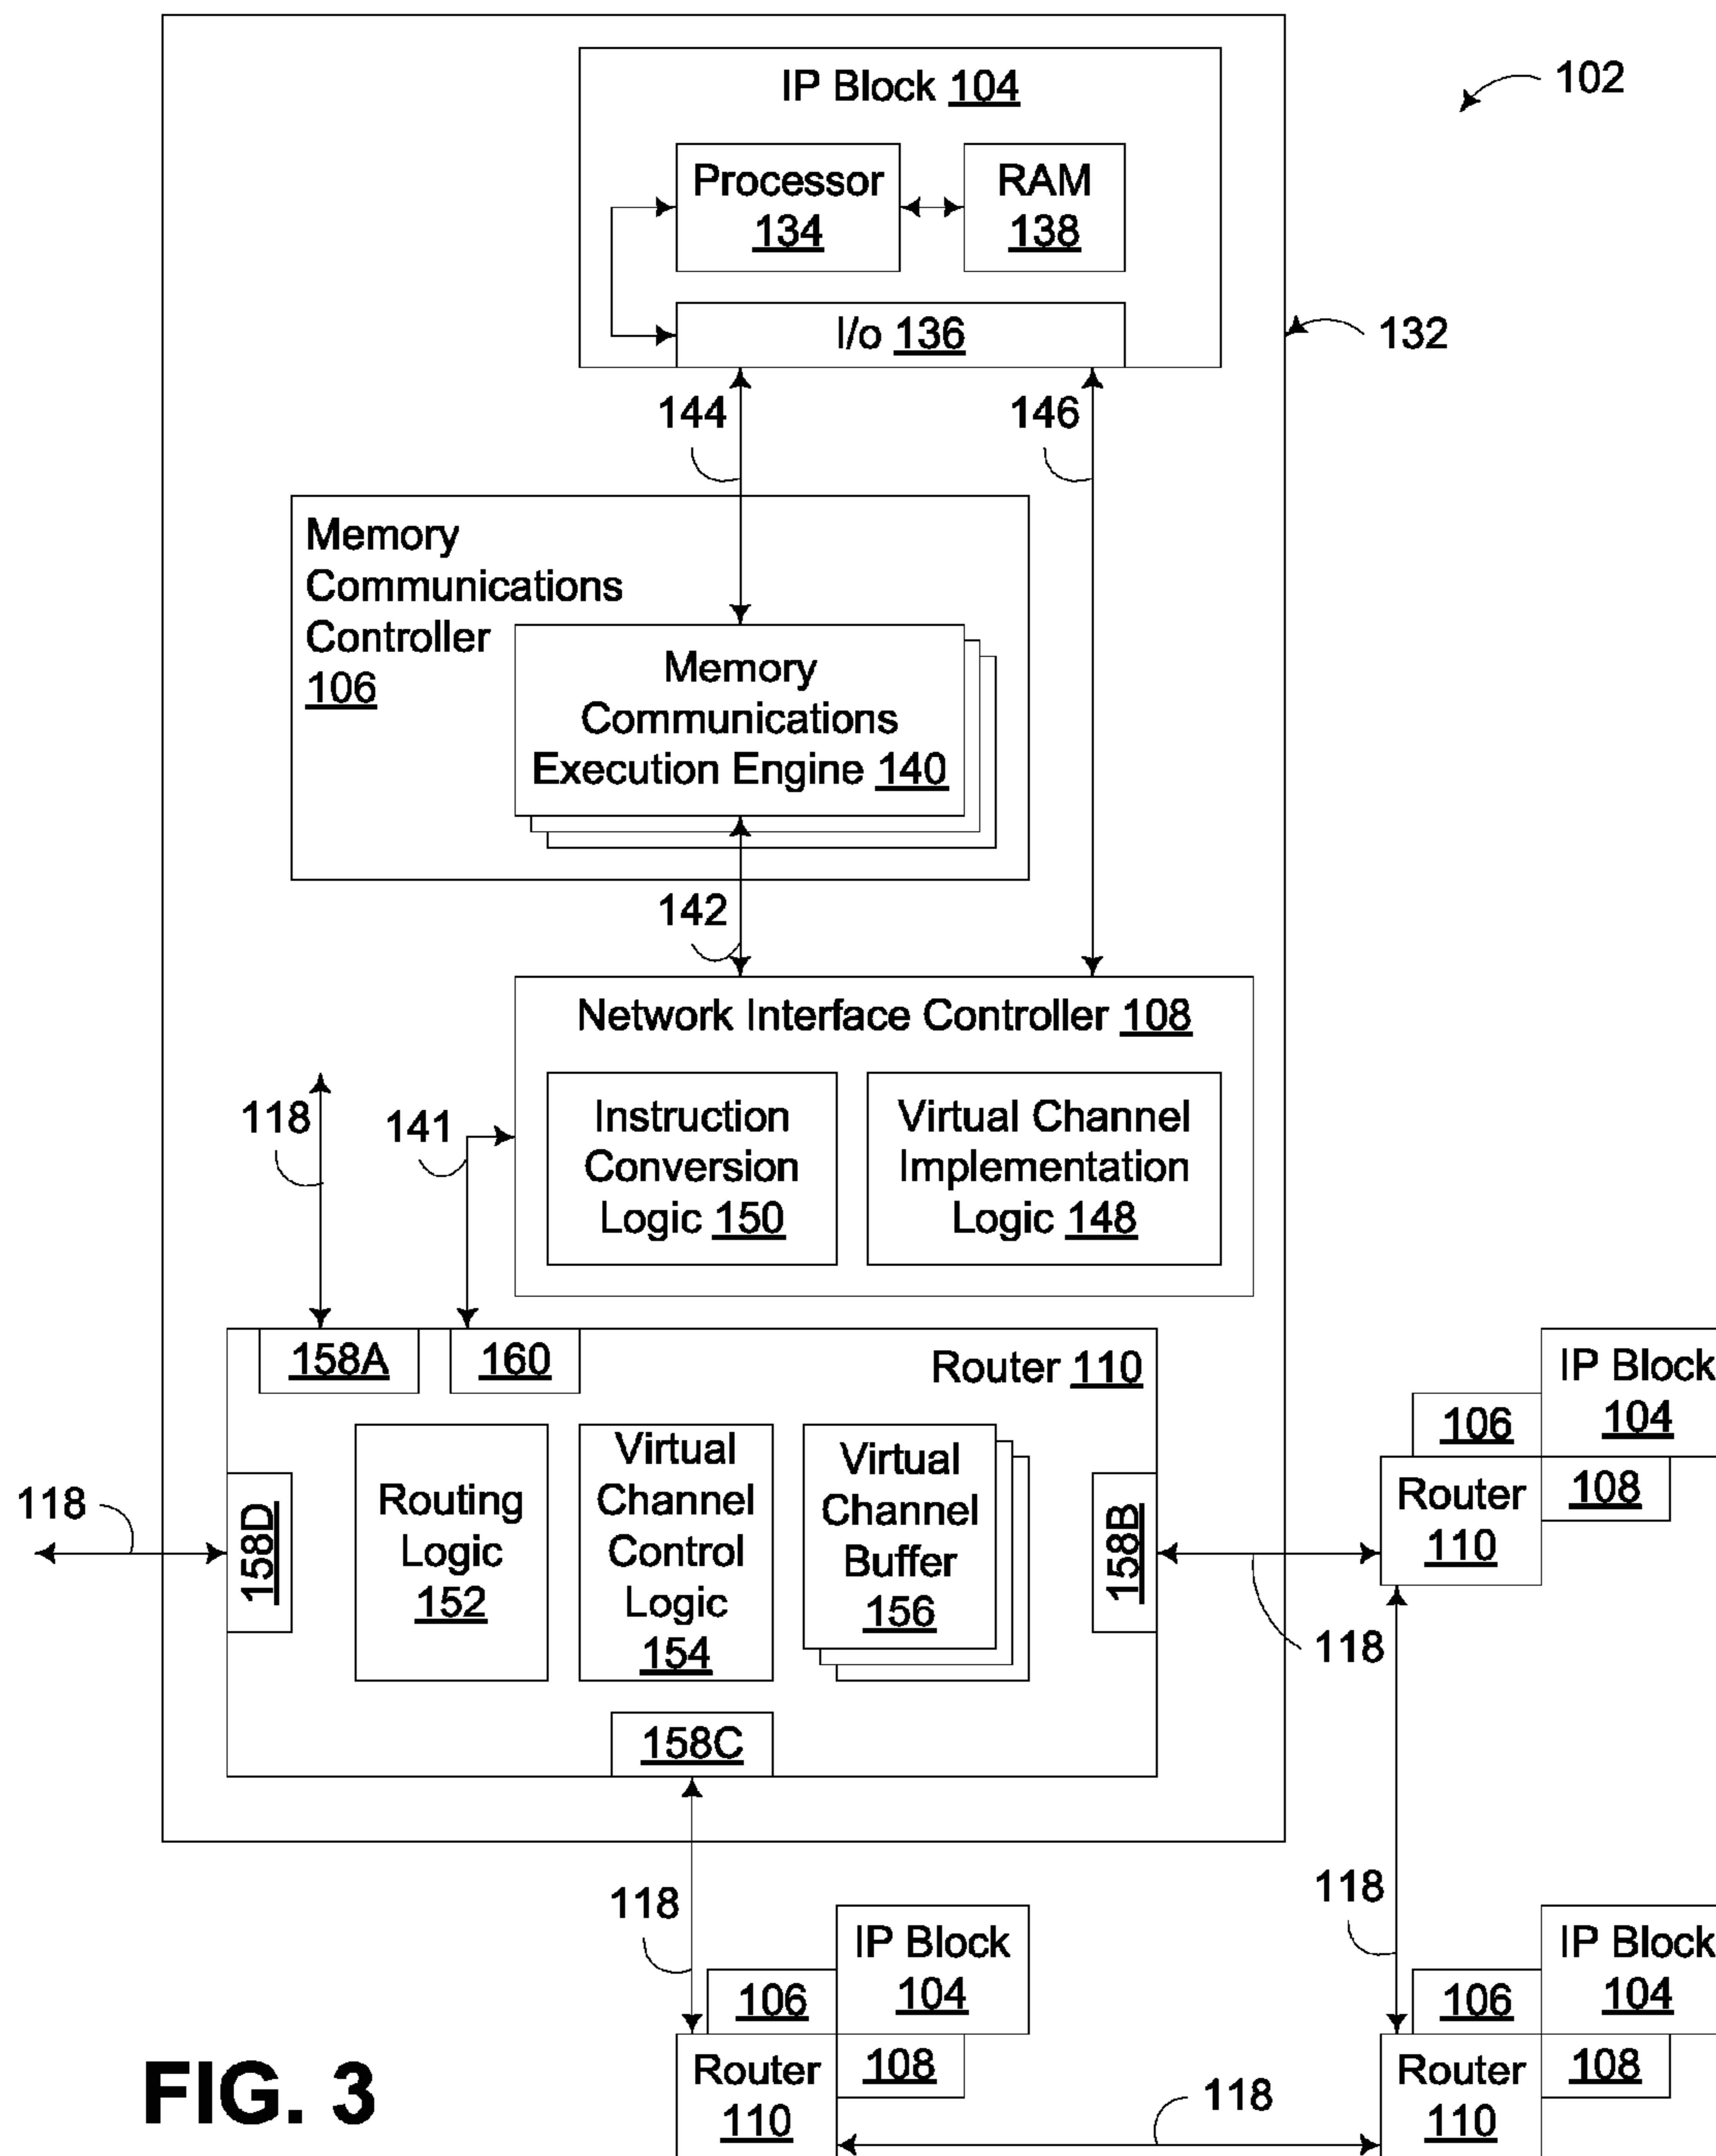 IP Block 104
102
Processor
134
RAM
138
I/o 136
132
144
146
Memory
Communications
Controller
106
Memory
Communications
Execution Engine 140
142
Network Interface Controller 108
118
141
Instruction
Conversion
Logic 150
Virtual Channel
Implementation
Logic 148
158A
160
Router 110
IP Block
104
106
Router
110
108
118
158D
Routing
Logic
152
Virtual
Channel
Control
Logic
154
Virtual
Channel
Buffer
156
158B
118
158C
118
118
IP Block
104
106
Router
110
108
IP Block
104
106
Router
110
108
118
FIG. 3